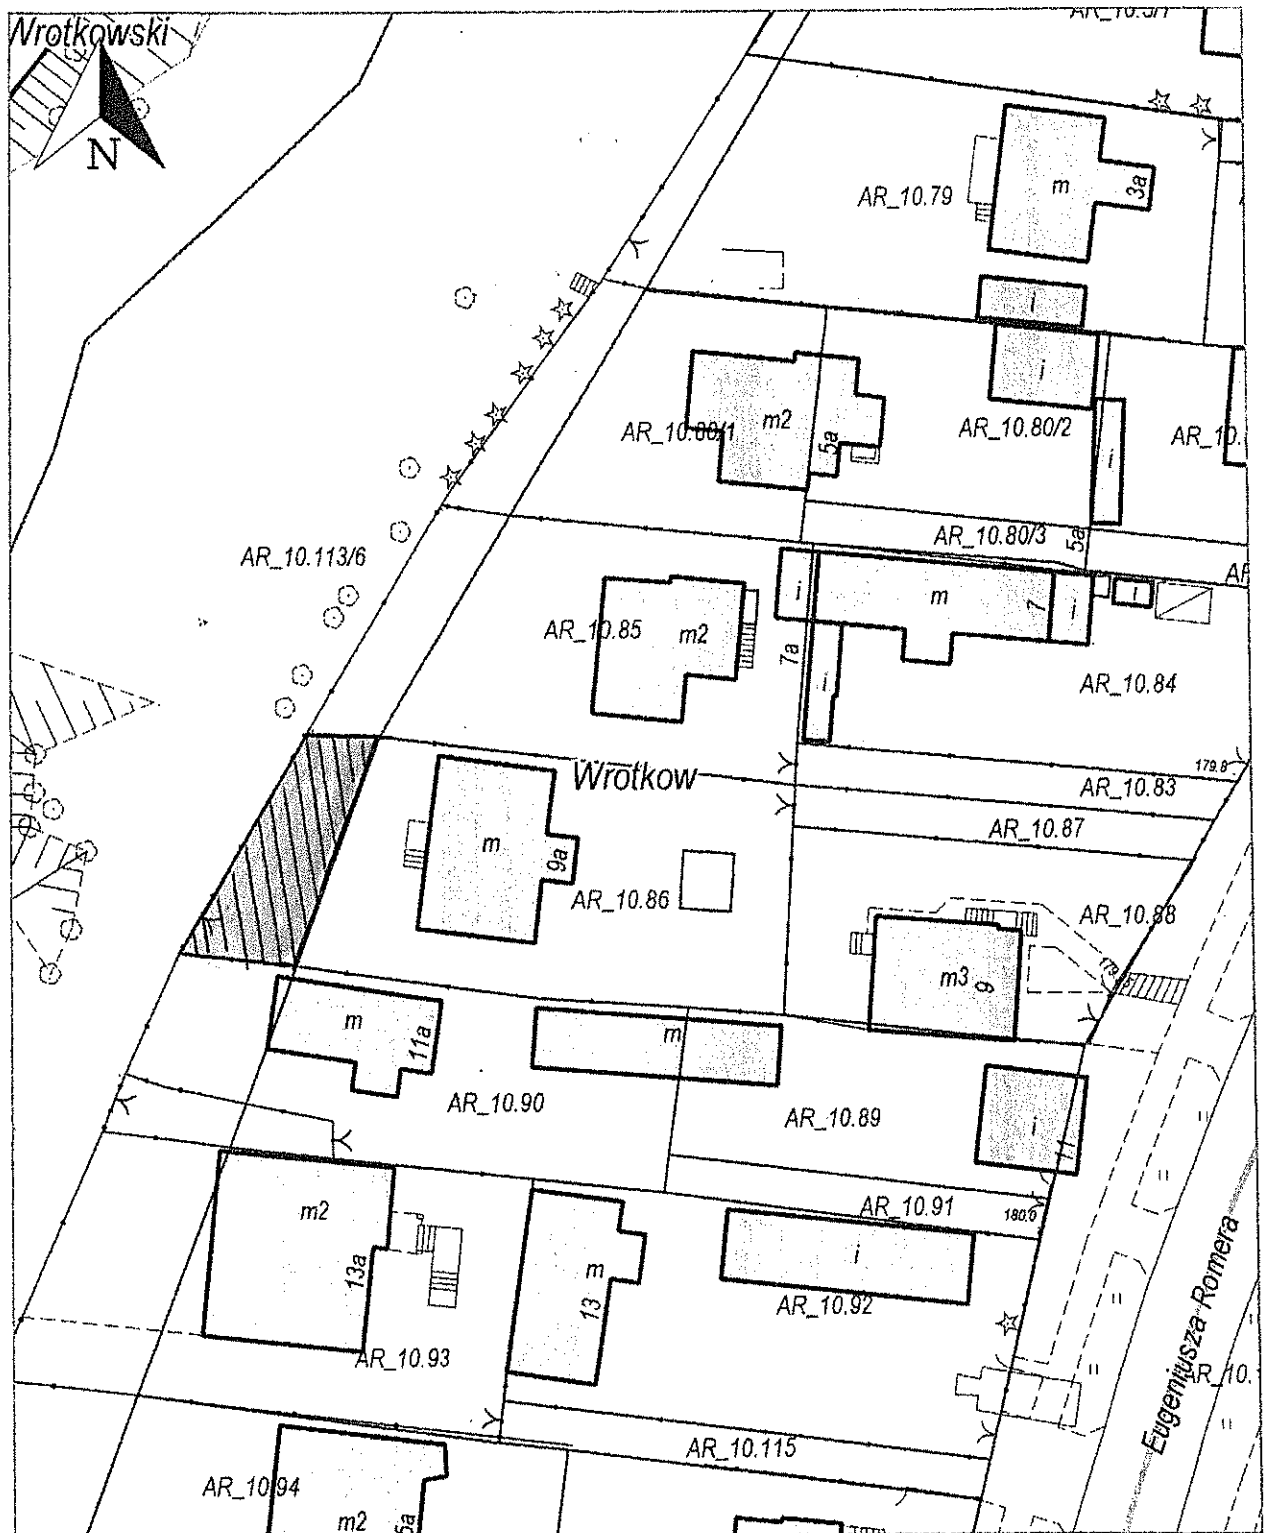 Wrotkowski
N
AR_10.79
m
3a
i
i
AR_10.80/1
m2
5a
AR_10.80/2
i
AR_10.
AR_10.80/3
5a
AR_10.113/6
AR_10.85
m2
i
m
7
i
i
7a
i
AR_10.84
179.8
Wrotkow
AR_10.83
AR_10.87
m
9a
AR_10.86
AR_10.88
m3
9
m
11a
m
AR_10.90
AR_10.89
i
11
AR_10.91
180.0
m2
13a
m
13
i
AR_10.92
AR_10.93
Eugeniusza Romera
AR_10.
AR_10.115
AR_10.94
m2